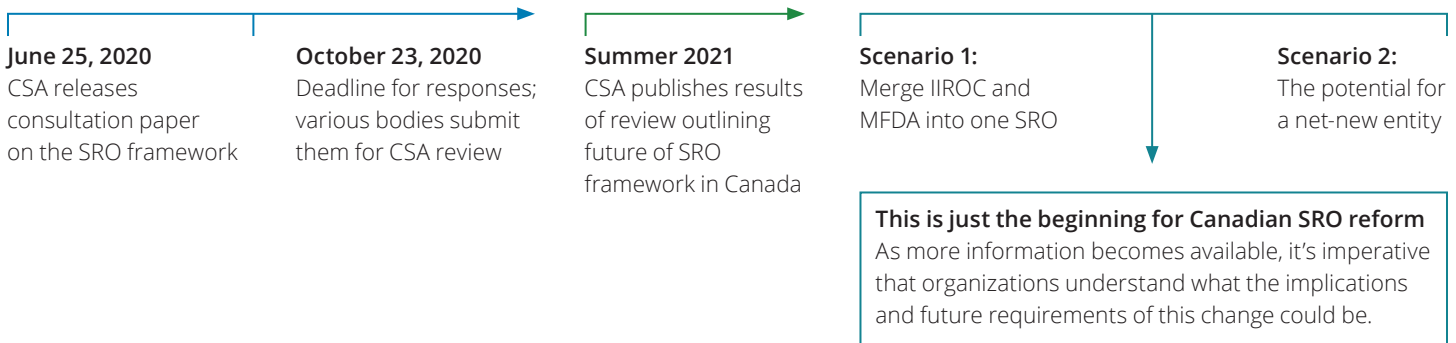 June 25, 2020
CSA releases
consultation paper
on the SRO framework
October 23, 2020
Deadline for responses;
various bodies submit
them for CSA review
Summer 2021
CSA publishes results
of review outlining
future of SRO
framework in Canada
Scenario 1:
Merge IIROC and
MFDA into one SRO
Scenario 2:
The potential for
a net-new entity
This is just the beginning for Canadian SRO reform
As more information becomes available, it’s imperative
that organizations understand what the implications
and future requirements of this change could be.